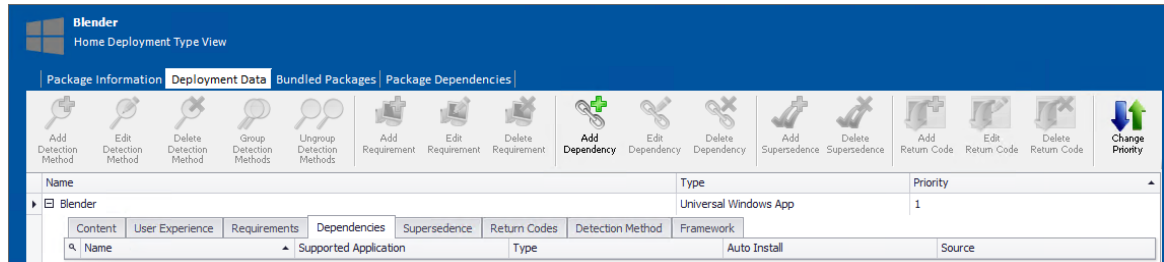 Blender
Home Deployment Type View
Package Information Deployment Data Bundled Packages Package Dependencies
Add Detection Method
Edit Detection Method
Delete Detection Method
Group Detection Methods
Ungroup Detection Methods
Add Requirement
Edit Requirement
Delete Requirement
Add Dependency
Edit Dependency
Delete Dependency
Add Supersedence
Delete Supersedence
Add Return Code
Edit Return Code
Delete Return Code
Change Priority
Name Type Priority
Blender Universal Windows App 1
Content User Experience Requirements Dependencies Supersedence Return Codes Detection Method Framework
Name Supported Application Type Auto Install Source